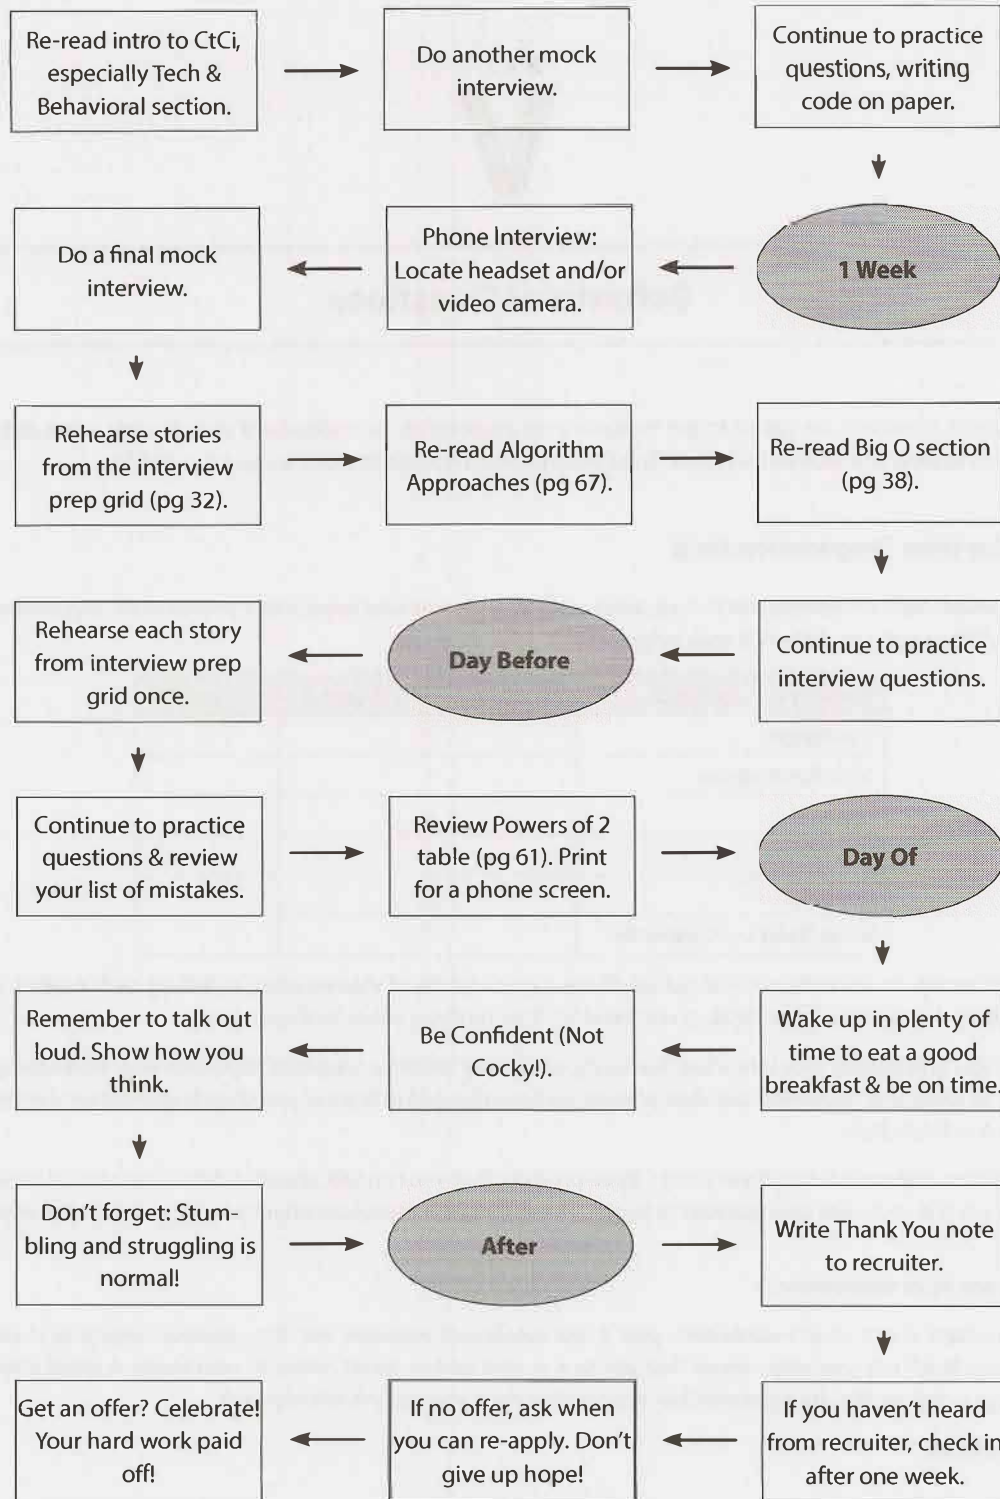 Re-read intro to CtCi,
especially Tech &
Behavioral section.
Do another mock
interview.
Continue to practice
questions, writing
code on paper.
1 Week
Phone Interview:
Locate headset and/or
video camera.
Do a final mock
interview.
Rehearse stories
from the interview
prep grid (pg 32).
Re-read Algorithm
Approaches (pg 67).
Re-read Big O section
(pg 38).
Continue to practice
interview questions.
Day Before
Rehearse each story
from interview prep
grid once.
Continue to practice
questions & review
your list of mistakes.
Review Powers of 2
table (pg 61). Print
for a phone screen.
Day Of
Wake up in plenty of
time to eat a good
breakfast & be on time.
Be Confident (Not
Cocky!).
Remember to talk out
loud. Show how you
think.
Don't forget: Stum-
bling and struggling is
normal!
After
Write Thank You note
to recruiter.
If you haven't heard
from recruiter, check in
after one week.
If no offer, ask when
you can re-apply. Don't
give up hope!
Get an offer? Celebrate!
Your hard work paid
off!